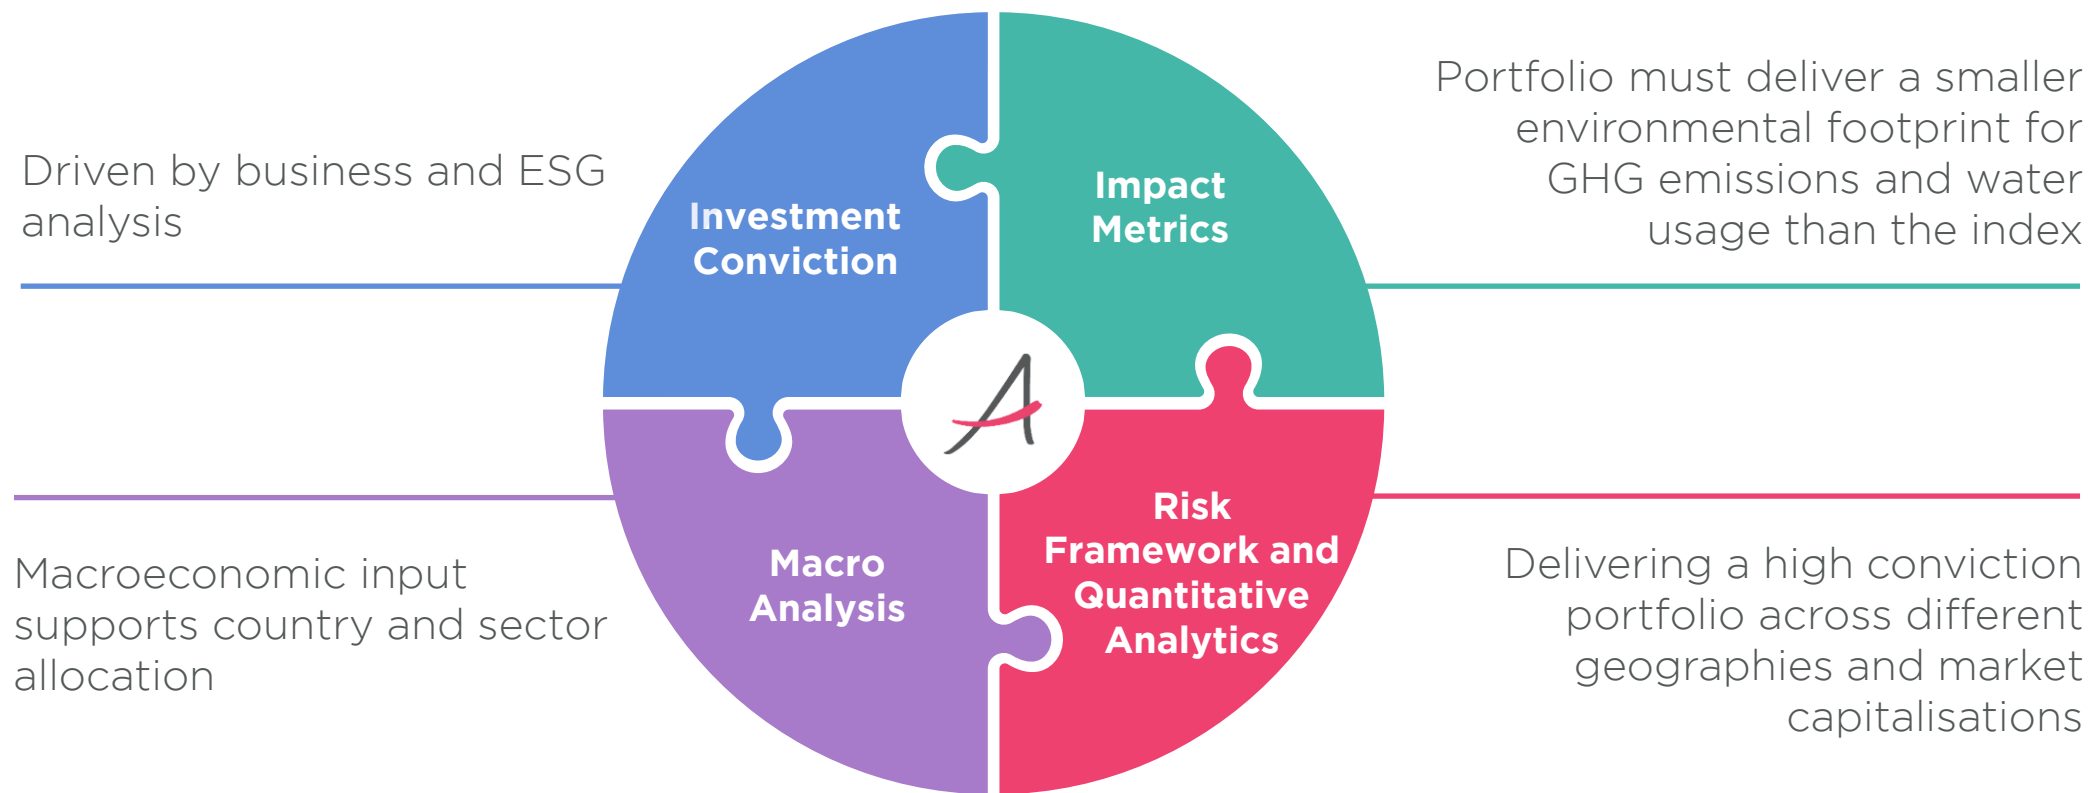 Driven by business and ESG
analysis
Investment
Conviction
Impact
Metrics
Portfolio must deliver a smaller
environmental footprint for
GHG emissions and water
usage than the index
Macroeconomic input
supports country and sector
allocation
Macro
Analysis
A
Risk
Framework and
Quantitative
Analytics
Delivering a high conviction
portfolio across different
geographies and market
capitalisations